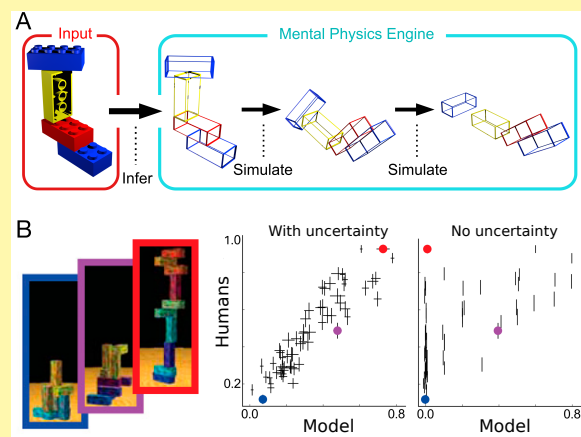 A
Input
Mental Physics Engine
Infer
Simulate
Simulate
B
With uncertainty
No uncertainty
1.0
Humans
0.2
0.0
0.8
0.0
0.8
Model
Model